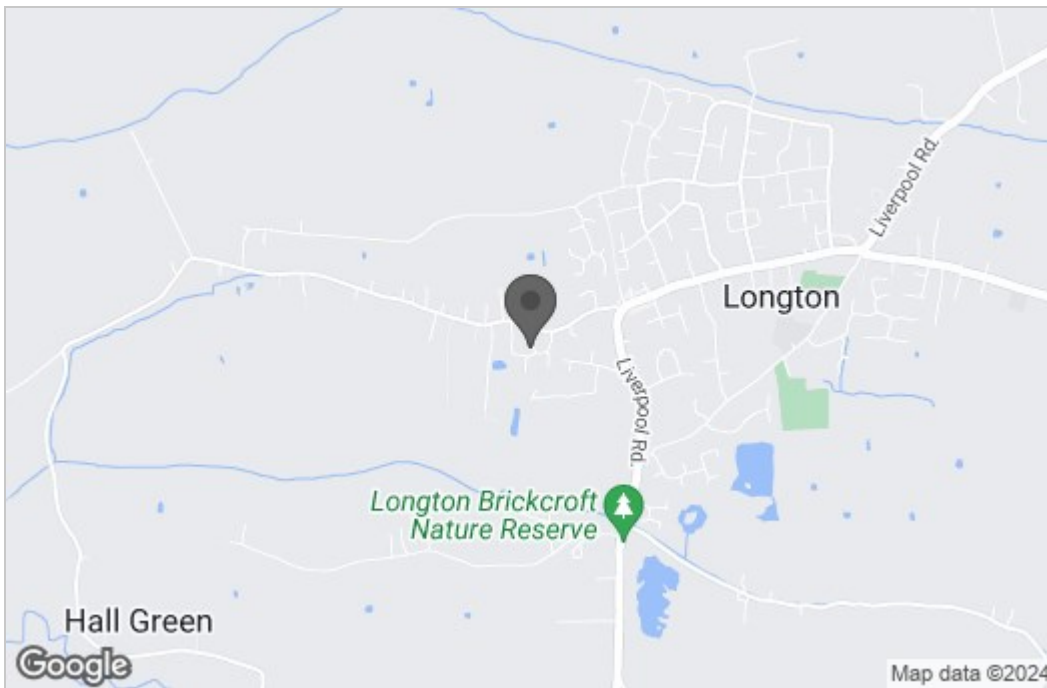 Liverpool Rd.
Longton
Liverpool Rd.
Longton Brickcroft
Nature Reserve
Hall Green
Google
Map data ©2024